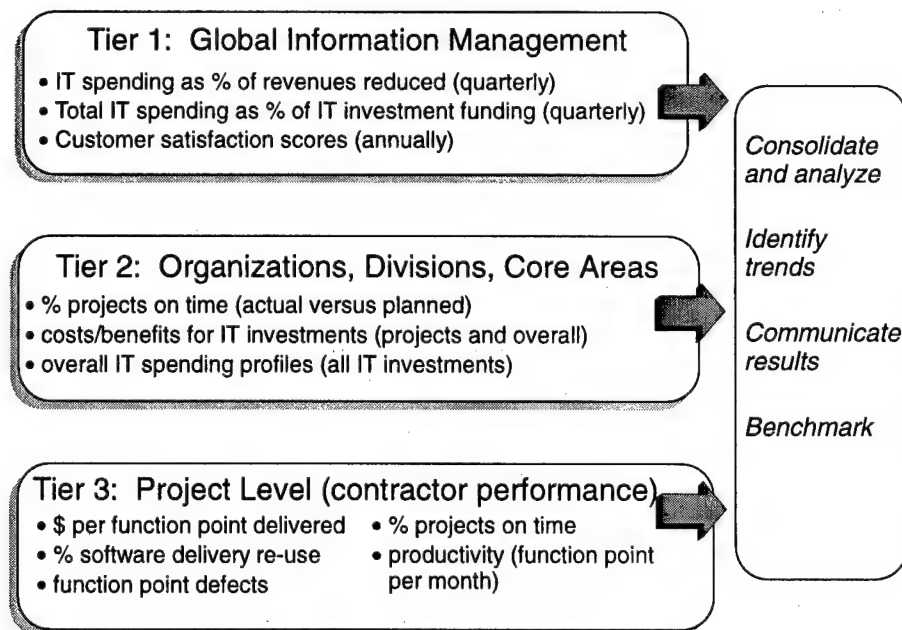 Tier 1: Global Information Management
• IT spending as % of revenues reduced (quarterly)
• Total IT spending as % of IT investment funding (quarterly)
• Customer satisfaction scores (annually)
Tier 2: Organizations, Divisions, Core Areas
• % projects on time (actual versus planned)
• costs/benefits for IT investments (projects and overall)
• overall IT spending profiles (all IT investments)
Tier 3: Project Level (contractor performance)
• $ per function point delivered
• % software delivery re-use
• function point defects
• % projects on time
• productivity (function point
per month)
Consolidate
and analyze
Identify
trends
Communicate
results
Benchmark